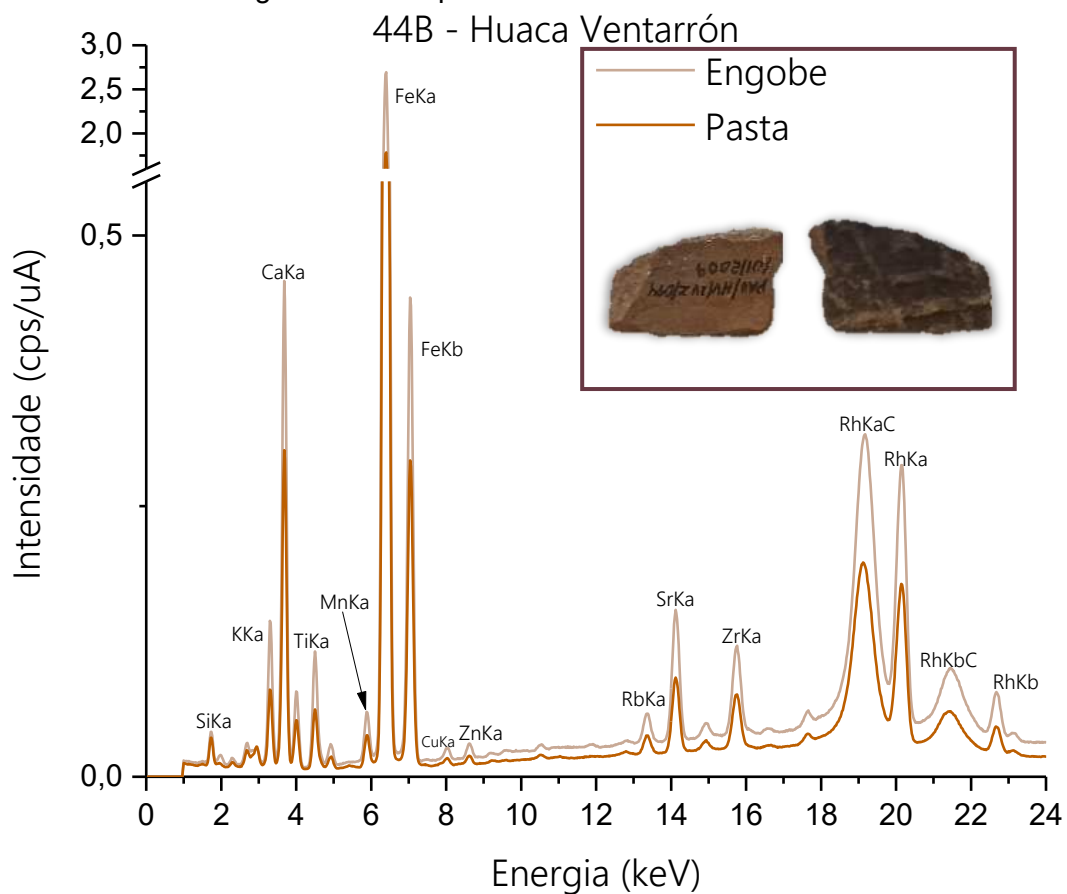 44B - Huaca Ventarrón
Engobe
Pasta
Intensidade (cps/uA)
3,0
2,5
2,0
0,5
0,0
FeKa
CaKa
FeKb
MnKa
KKa
TiKa
SiKa
CuKa
ZnKa
SrKa
ZrKa
RbKa
RhKaC
RhKa
RhKbC
RhKb
0 2 4 6 8 10 12 14 16 18 20 22 24
Energia (keV)